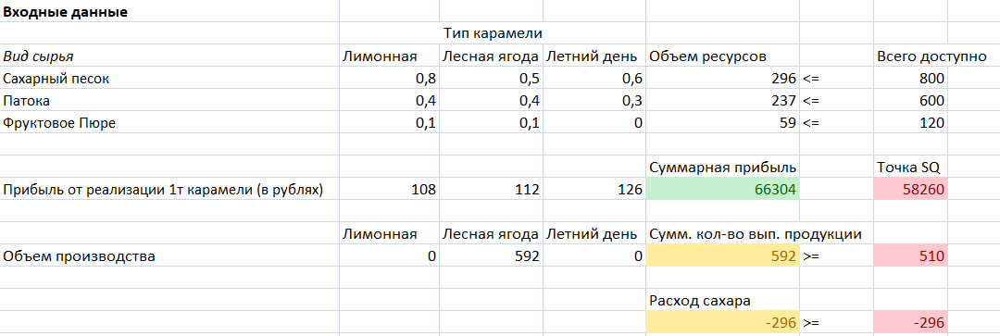 Входные данные
Тип карамели
Вид сырья Лимонная Лесная ягода Летний день Объем ресурсов Всего доступно
Сахарный песок 0,8 0,5 0,6 296 <= 800
Патока 0,4 0,4 0,3 237 <= 600
Фруктовое Пюре 0,1 0,1 0 59 <= 120
Суммарная прибыль Точка SQ
Прибыль от реализации 1т карамели (в рублях) 108 112 126 66304 58260
Лимонная Лесная ягода Летний день Сумм. кол-во вып. продукции
Объем производства 0 592 0 592 >= 510
Расход сахара
-296 >= -296